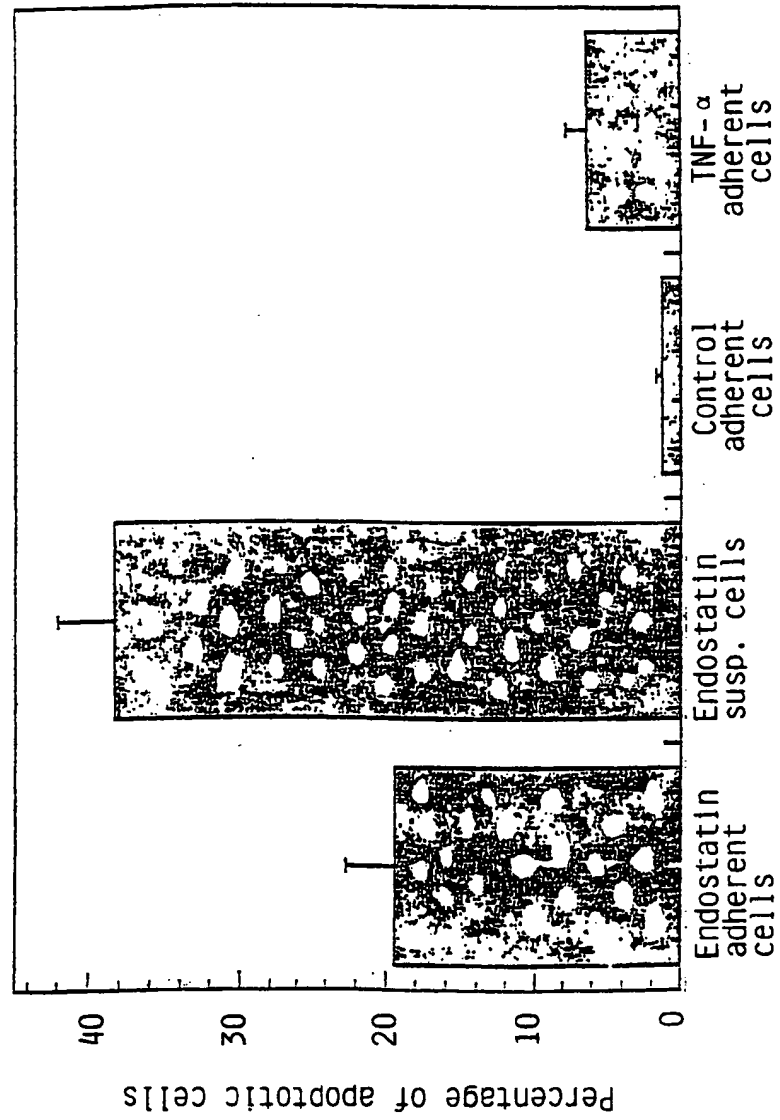 Percentage of apoptotic cells
40
30
20
10
0
Endostatin
adherent
cells
Endostatin
susp. cells
Control
adherent
cells
TNF-α
adherent
cells